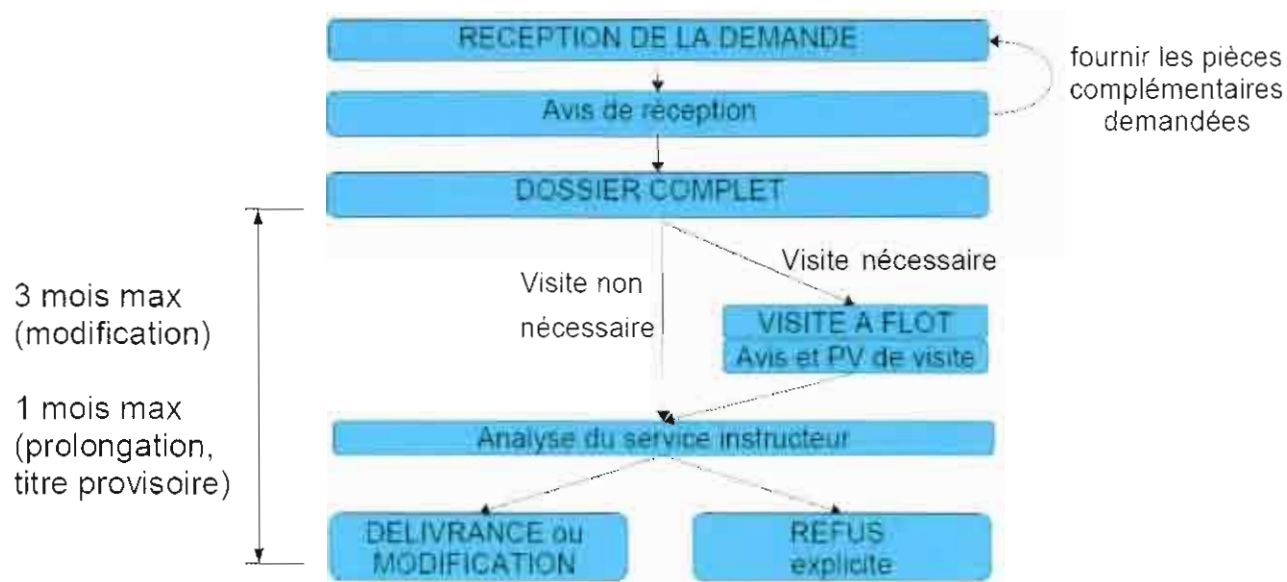 RECEPTION DE LA DEMANDE
fournir les pièces
complémentaires
demandées
Avis de réception
DOSSIER COMPLET
Visite nécessaire
Visite non
nécessaire
3 mois max
(modification)
VISITE A FLOT
Avis et PV de visite
1 mois max
(prolongation,
titre provisoire)
Analyse du service instructeur
DELIVRANCE ou
MODIFICATION
REFUS
explicite